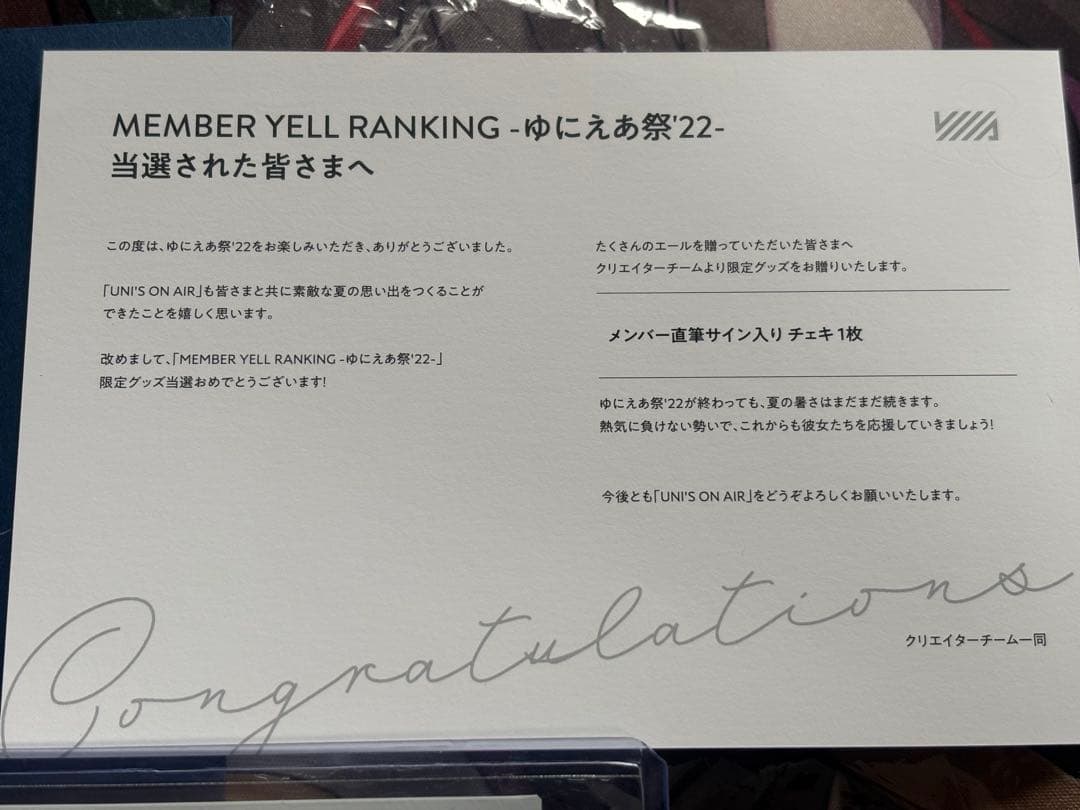 MEMBER YELL RANKING -ゆにえあ祭'22-
当選された皆さまへ
この度は、ゆにえあ祭'22をお楽しみいただき、ありがとうございました。
「UNI'S ON AIR」も皆さまと共に素敵な夏の思い出をつくることが
できたことを嬉しく思います。
改めまして、「MEMBER YELL RANKING -ゆにえあ祭'22-」
限定グッズ当選おめでとうございます!
たくさんのエールを贈っていただいた皆さまへ
クリエイターチームより限定グッズをお贈りいたします。
メンバー直筆サイン入り チェキ 1枚
ゆにえあ祭'22が終わっても、夏の暑さはまだまだ続きます。
熱気に負けない勢いで、これからも彼女たちを応援していきましょう!
今後とも「UNI'S ON AIR」をどうぞよろしくお願いいたします。
Congratulations
クリエイターチーム一同